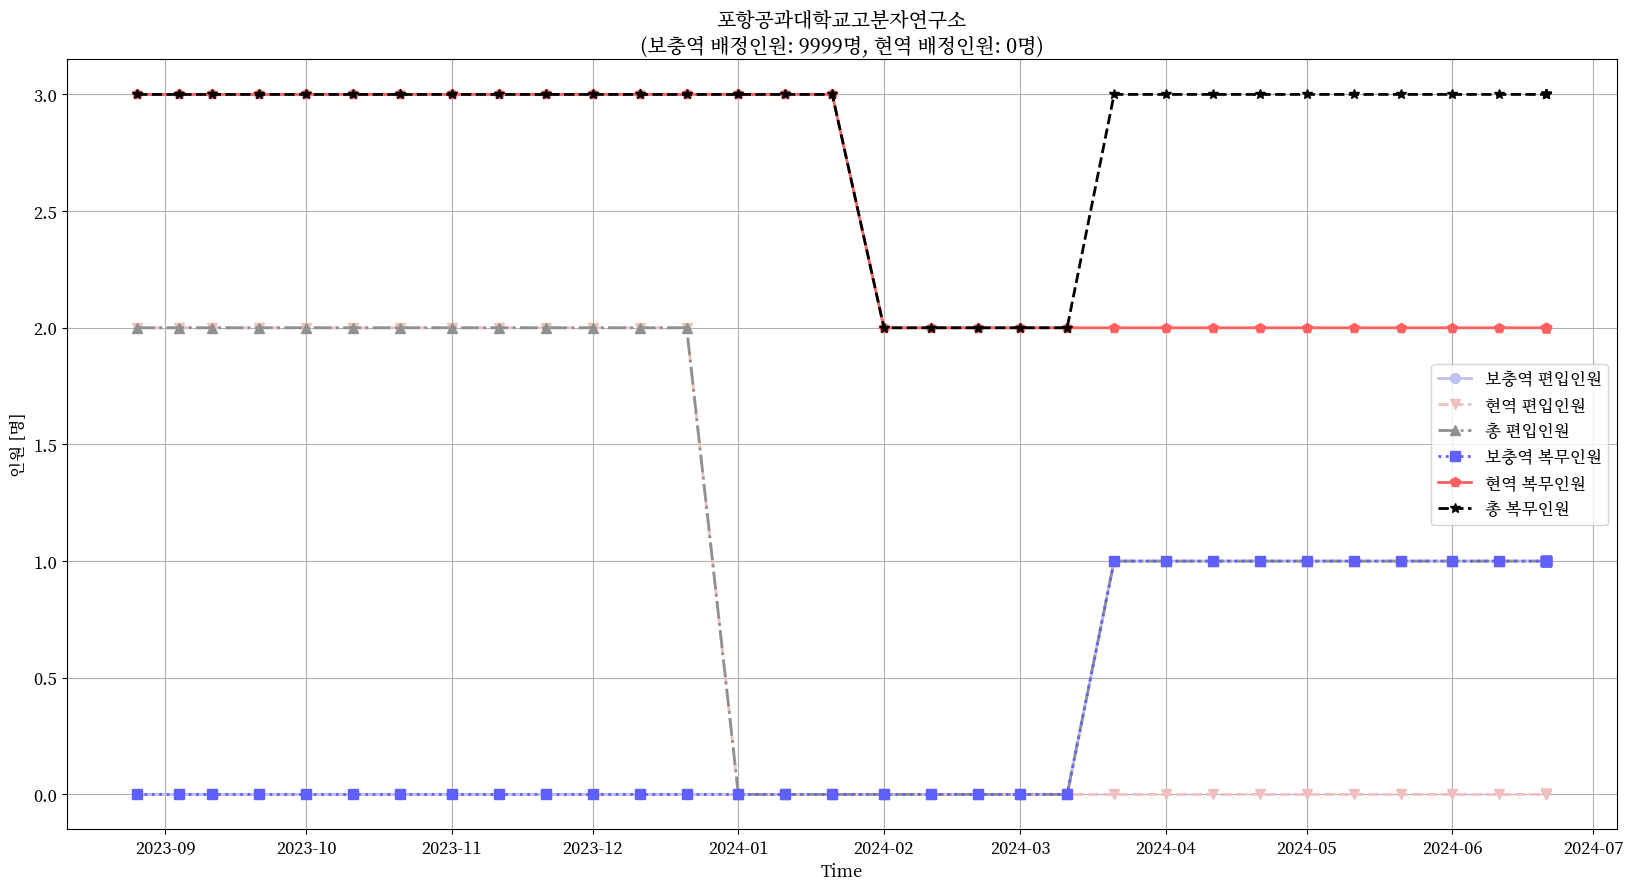 포항공과대학교고분자연구소
(보충역 배정인원: 9999명, 현역 배정인원: 0명)
3.0
2.5
2.0
1.5
1.0
0.5
0.0
인원 [명]
보충역 편입인원
현역 편입인원
총 편입인원
보충역 복무인원
현역 복무인원
총 복무인원
2023-09 2023-10 2023-11 2023-12 2024-01 2024-02 2024-03 2024-04 2024-05 2024-06 2024-07
Time